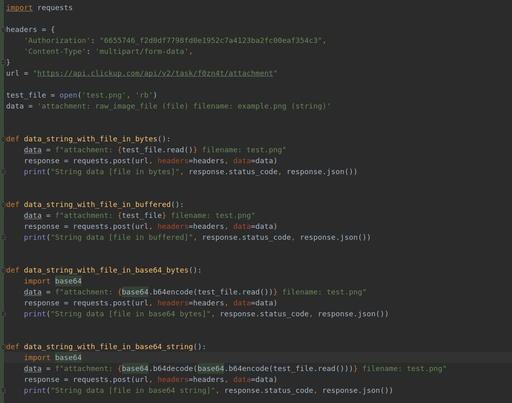 import requests
headers = {
'Authorization': "6655746_f2d0df7798fd0e1952c7a4123ba2fc00eaf354c3",
'Content-Type': 'multipart/form-data',
}
url = "https://api.clickup.com/api/v2/task/f0zn4t/attachment"
test_file = open('test.png', 'rb')
data = 'attachment: raw_image_file (file) filename: example.png (string)'
def data_string_with_file_in_bytes():
data = f"attachment: {test_file.read()} filename: test.png"
response = requests.post(url, headers=headers, data=data)
print("String data [file in bytes]", response.status_code, response.json())
def data_string_with_file_in_buffered():
data = f"attachment: {test_file} filename: test.png"
response = requests.post(url, headers=headers, data=data)
print("String data [file in buffered]", response.status_code, response.json())
def data_string_with_file_in_base64_bytes():
import base64
data = f"attachment: {base64.b64encode(test_file.read())} filename: test.png"
response = requests.post(url, headers=headers, data=data)
print("String data [file in base64 bytes]", response.status_code, response.json())
def data_string_with_file_in_base64_string():
import base64
data = f"attachment: {base64.b64decode(base64.b64encode(test_file.read()))} filename: test.png"
response = requests.post(url, headers=headers, data=data)
print("String data [file in base64 string]", response.status_code, response.json())